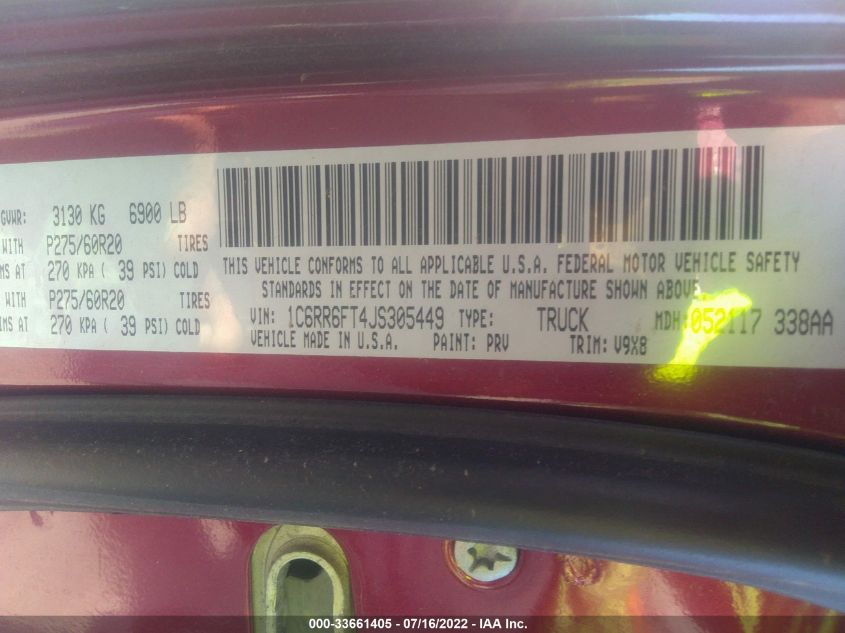 GVWR: 3130 KG 6900 LB
WITH P275/60R20 TIRES
MS AT 270 KPA ( 39 PSI) COLD
WITH P275/60R20 TIRES
MS AT 270 KPA ( 39 PSI) COLD
THIS VEHICLE CONFORMS TO ALL APPLICABLE U.S.A. FEDERAL MOTOR VEHICLE SAFETY
STANDARDS IN EFFECT ON THE DATE OF MANUFACTURE SHOWN ABOVE
VIN: 1C6RR6FT4JS305449 TYPE: TRUCK MDH: 052117 338AA
VEHICLE MADE IN U.S.A. PAINT: PRV TRIM: V9X8
000-33661405 - 07/16/2022 - IAA Inc.